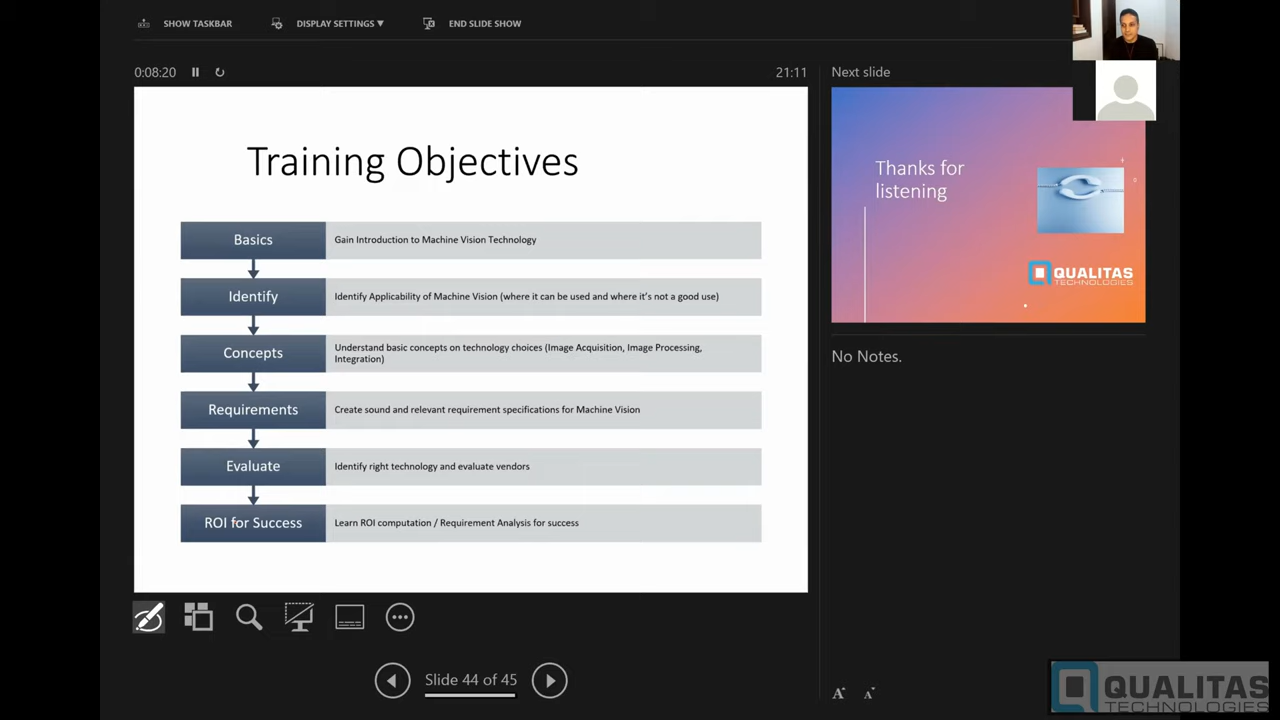 SHOW TASKBAR
DISPLAY SETTINGS ▼
END SLIDE SHOW
0:08:20
21:11
Training Objectives
Basics
Gain Introduction to Machine Vision Technology
Identify
Identify Applicability of Machine Vision (where it can be used and where it's not a good use)
Concepts
Understand basic concepts on technology choices (Image Acquisition, Image Processing,
Integration)
Requirements
Create sound and relevant requirement specifications for Machine Vision
Evaluate
Identify right technology and evaluate vendors
ROI for Success
Learn ROI computation / Requirement Analysis for success
Slide 44 of 45
Next slide
Thanks for
listening
QUALITAS
TECHNOLOGIES
No Notes.
A A
QUALITAS
TECHNOLOGIES